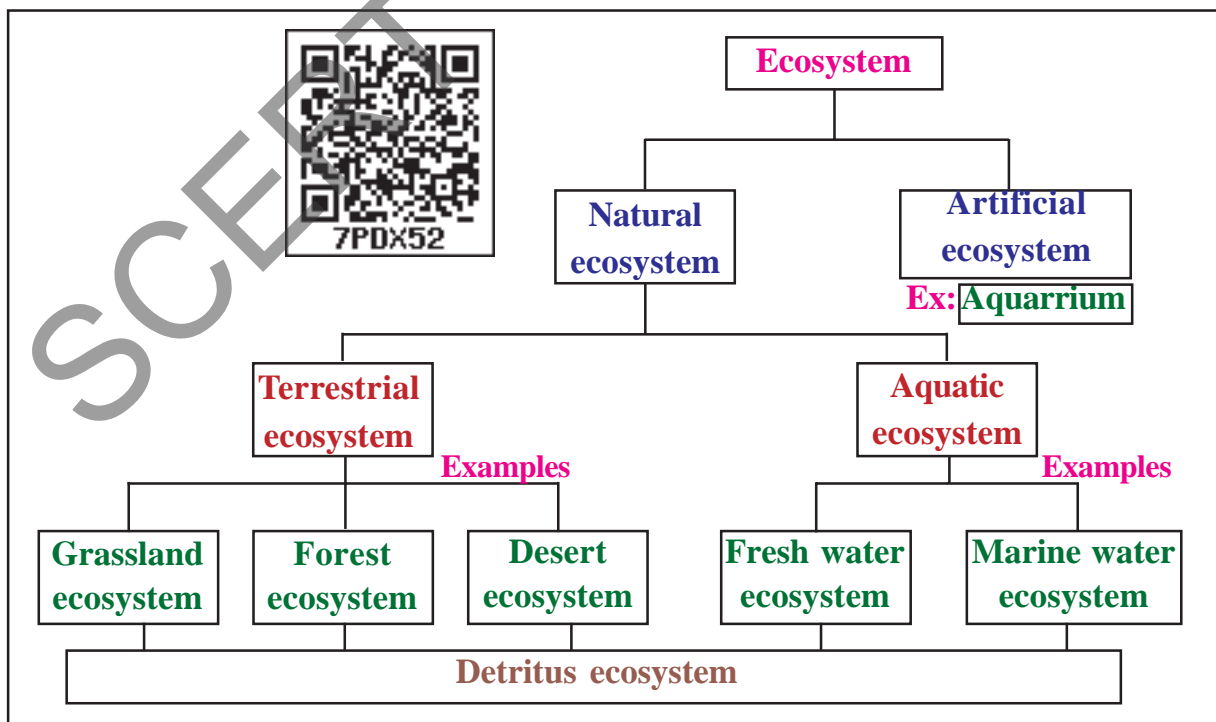 SCERT
7PDX52
Ecosystem
Natural
ecosystem
Artificial
ecosystem
Ex: Aquarrium
Terrestrial
ecosystem
Aquatic
ecosystem
Examples
Examples
Grassland
ecosystem
Forest
ecosystem
Desert
ecosystem
Fresh water
ecosystem
Marine water
ecosystem
Detritus ecosystem